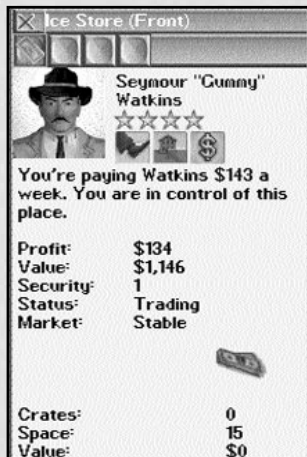 Ice Store (Front)
Seymour "Gummy"
Watkins
You're paying Watkins $143 a
week. You are in control of this
place.
Profit: $134
Value: $1,146
Security: 1
Status: Trading
Market: Stable
Crates: 0
Space: 15
Value: $0